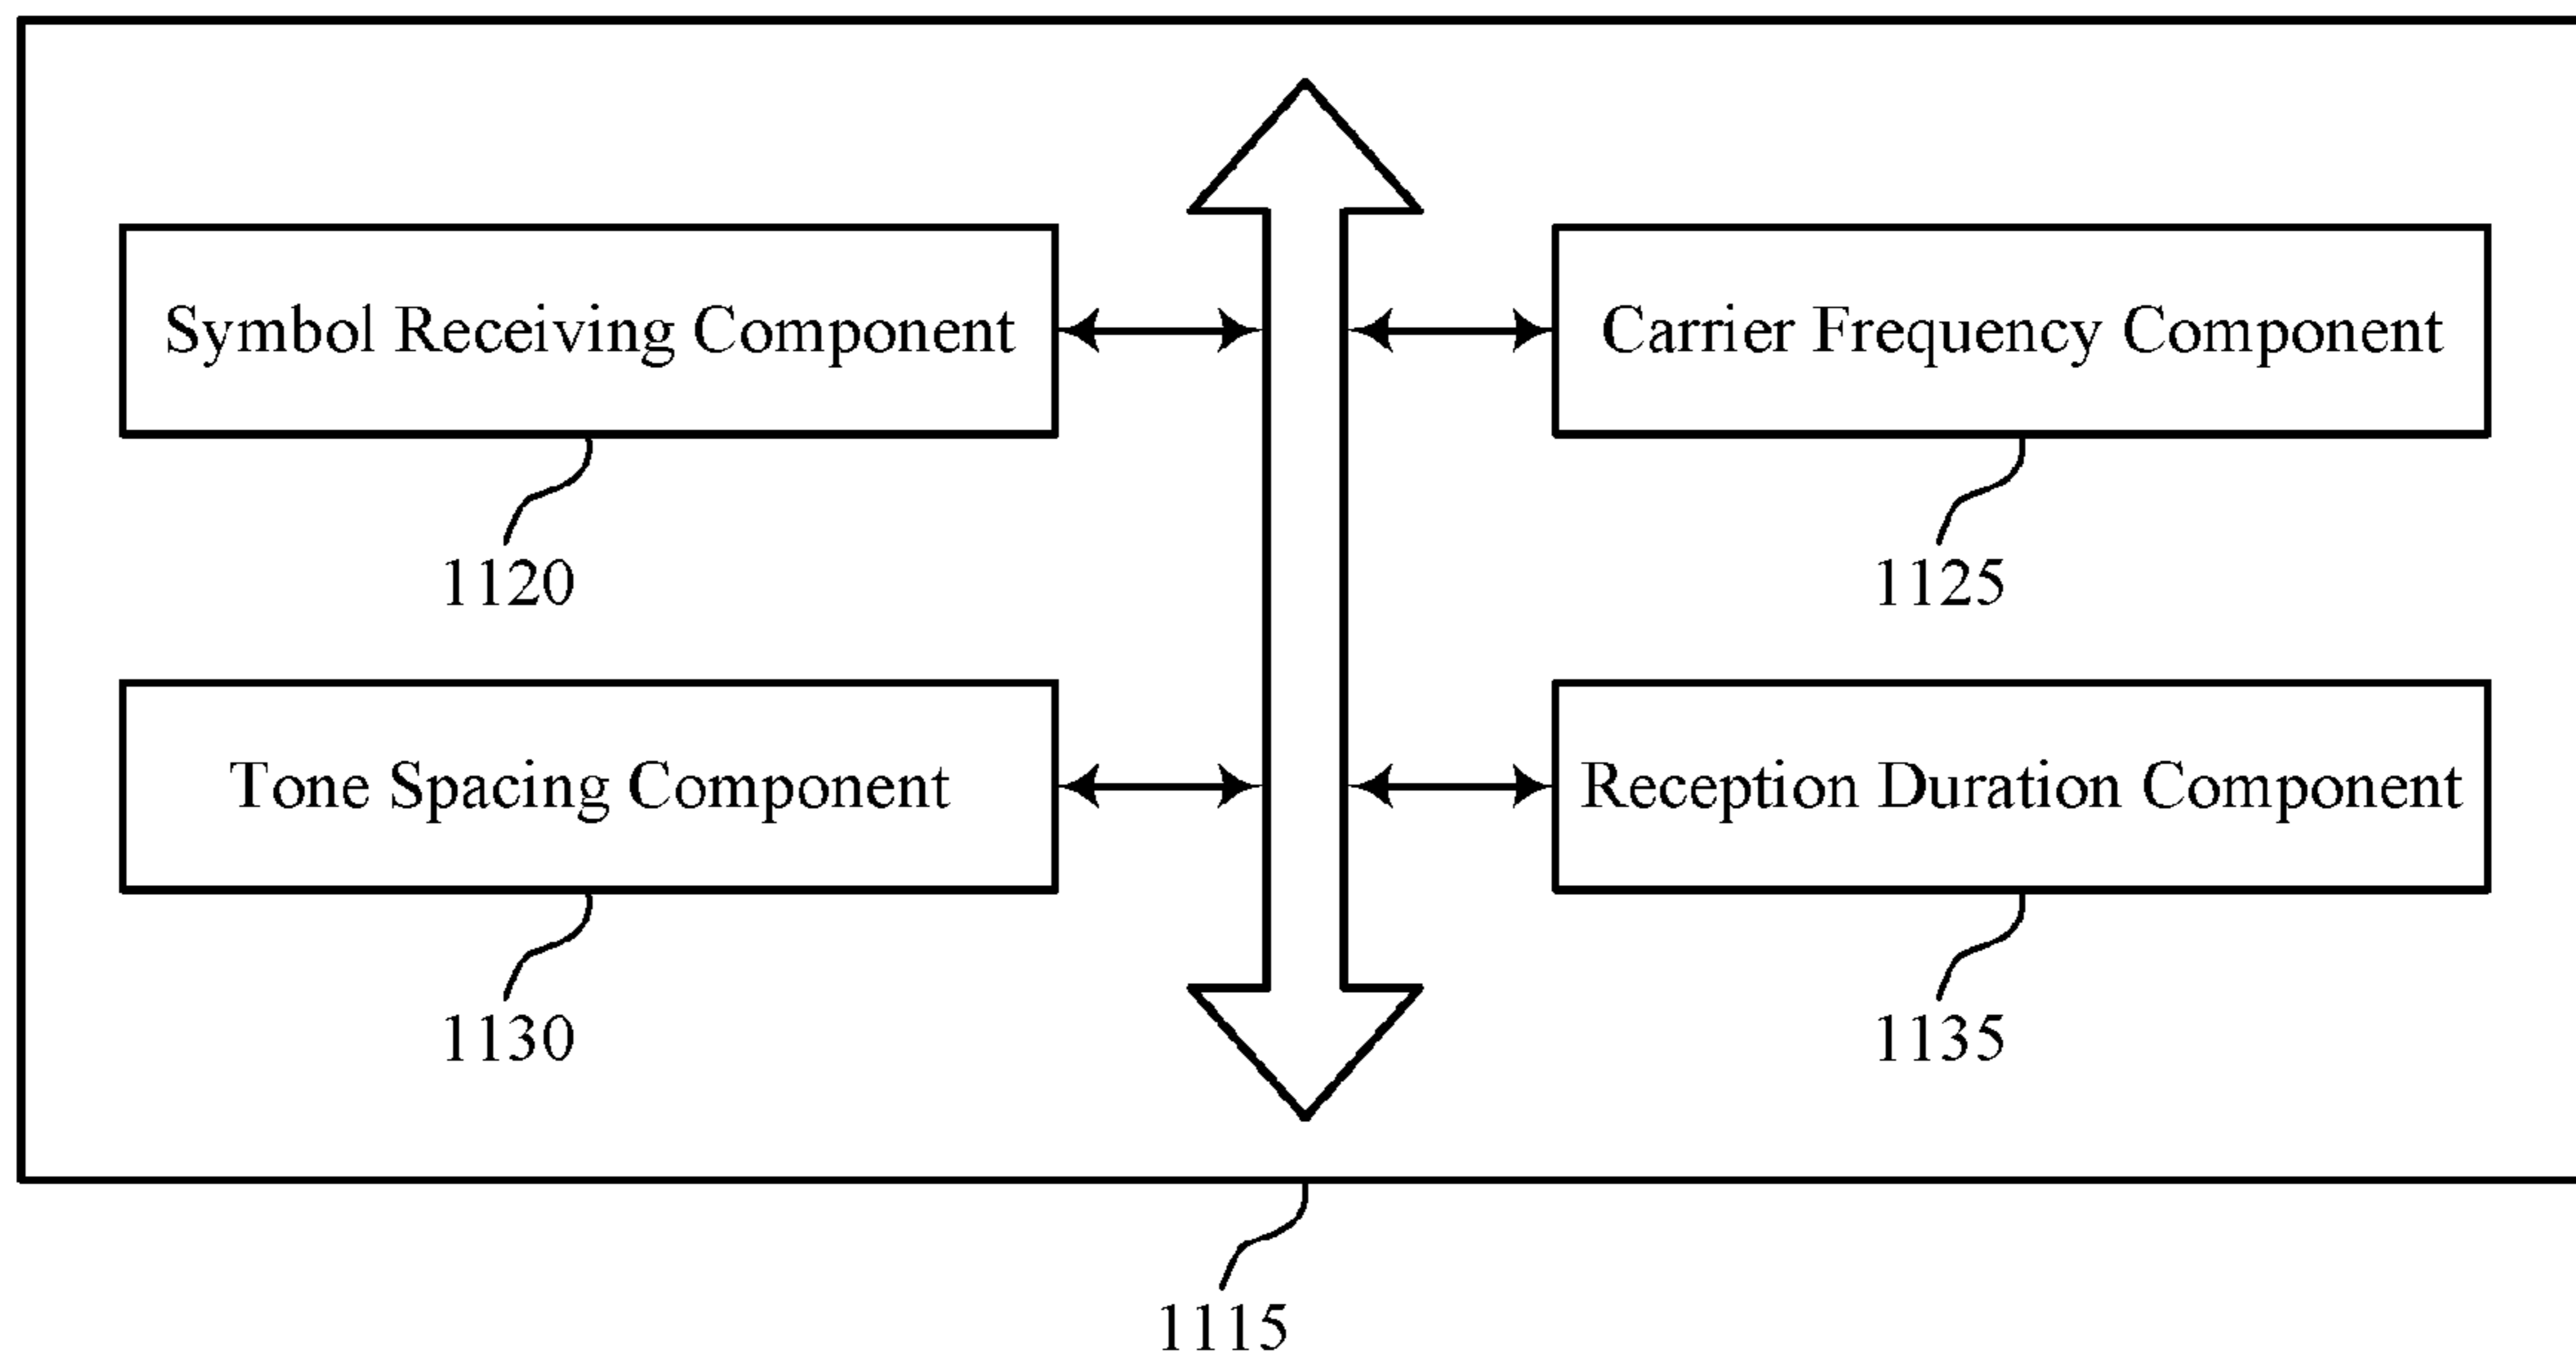 Symbol Receiving Component
Carrier Frequency Component
1120
1125
Tone Spacing Component
Reception Duration Component
1130
1135
1115